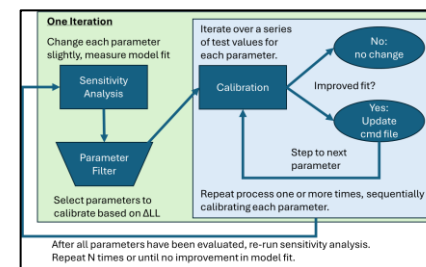 One Iteration
Change each parameter
slightly, measure model fit
Sensitivity
Analysis
Parameter
Filter
Select parameters to
calibrate based on ΔLL
Iterate over a series
of test values for
each parameter.
Calibration
No:
no change
Improved fit?
Yes:
Update
cmd file
Step to next
parameter
Repeat process one or more times, sequentially
calibrating each parameter.
After all parameters have been evaluated, re-run sensitivity analysis.
Repeat N times or until no improvement in model fit.